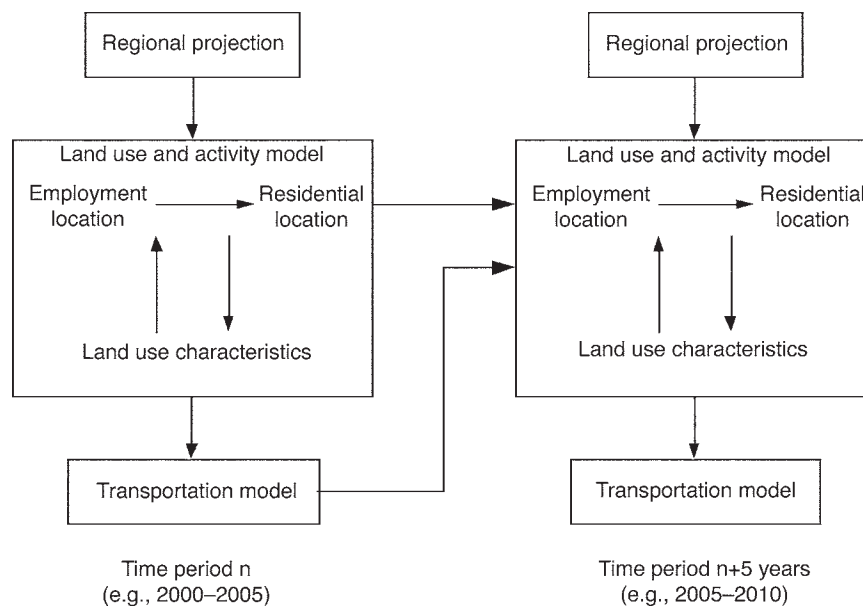 Regional projection
Land use and activity model
Employment
location
Residential
location
Land use characteristics
Transportation model
Time period n
(e.g., 2000–2005)
Regional projection
Land use and activity model
Employment
location
Residential
location
Land use characteristics
Transportation model
Time period n+5 years
(e.g., 2005–2010)